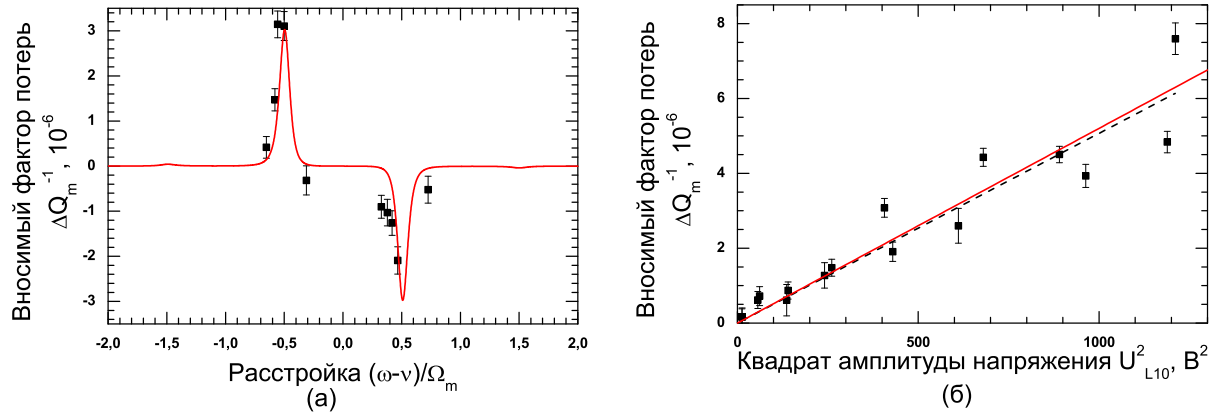 Вносимый фактор потерь
ΔQₘ⁻¹, 10⁻⁶
3
2
1
0
-1
-2
-3
-2,0 -1,5 -1,0 -0,5 0,0 0,5 1,0 1,5 2,0
Расстройка (ω-ν)/Ωₘ
(а)
Вносимый фактор потерь
ΔQₘ⁻¹, 10⁻⁶
8
6
4
2
0
0 500 1000
Квадрат амплитуды напряжения U²_L10, В²
(б)